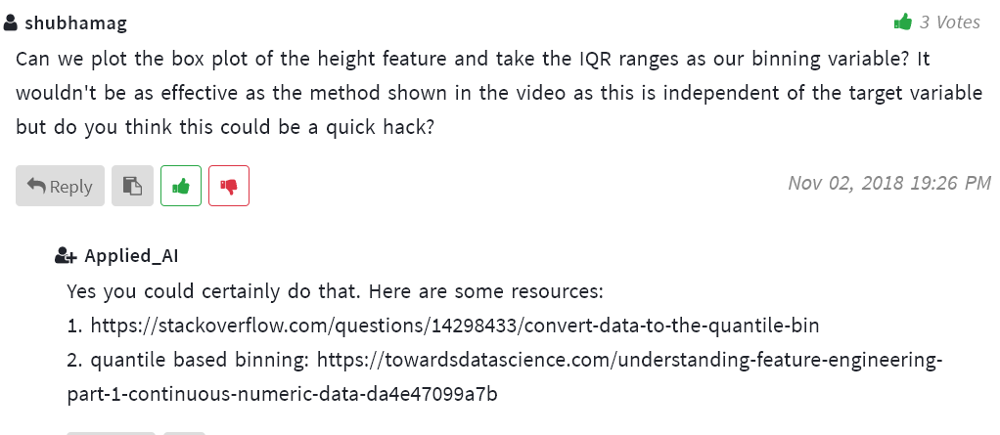 shubhamag
3 Votes
Can we plot the box plot of the height feature and take the IQR ranges as our binning variable? It
wouldn't be as effective as the method shown in the video as this is independent of the target variable
but do you think this could be a quick hack?
Reply
Nov 02, 2018 19:26 PM
Applied_AI
Yes you could certainly do that. Here are some resources:
1. https://stackoverflow.com/questions/14298433/convert-data-to-the-quantile-bin
2. quantile based binning: https://towardsdatascience.com/understanding-feature-engineering-
part-1-continuous-numeric-data-da4e47099a7b